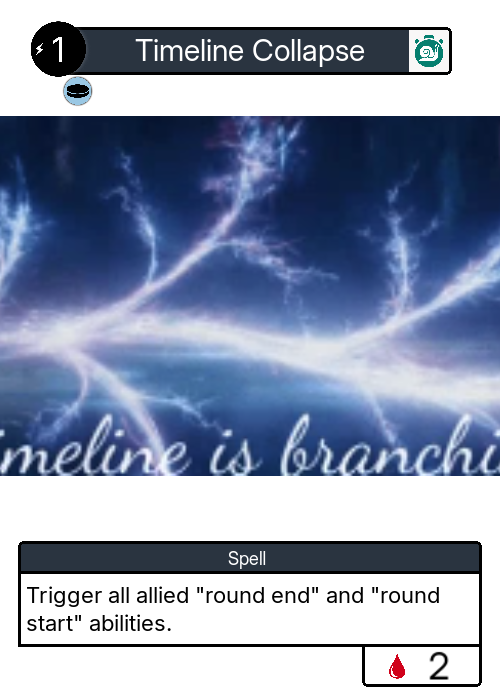 1
Timeline Collapse
imeline is branchi
Spell
Trigger all allied "round end" and "round
start" abilities.
2